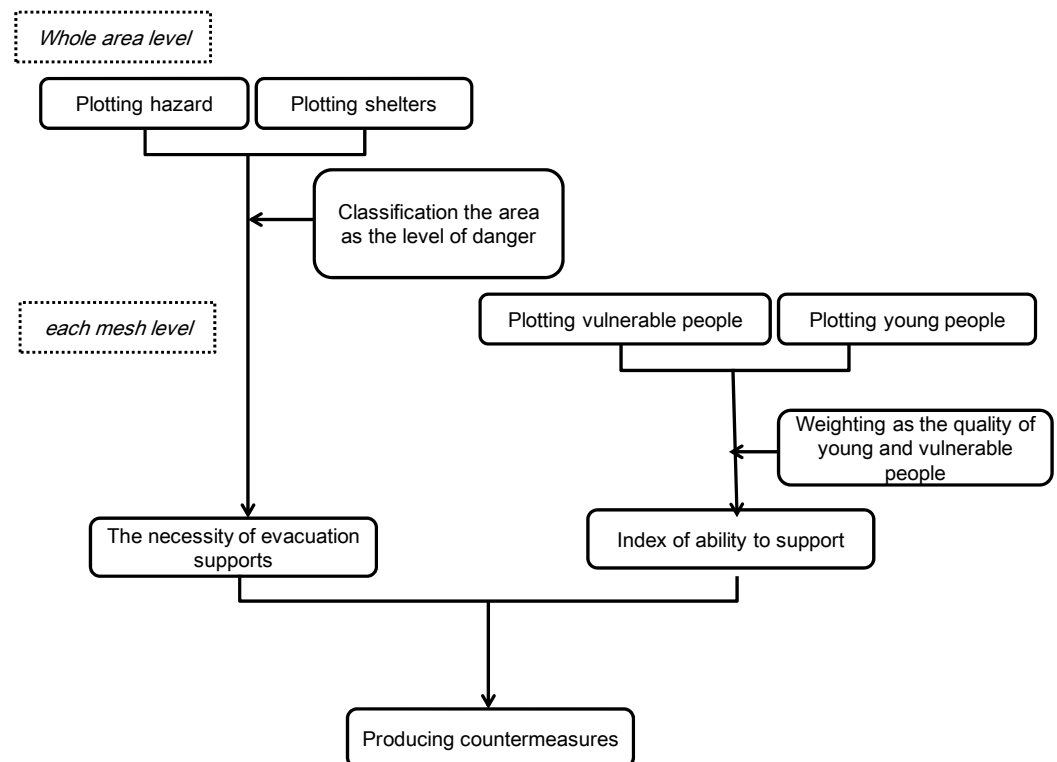 Whole area level
Plotting hazard
Plotting shelters
Classification the area
as the level of danger
each mesh level
Plotting vulnerable people
Plotting young people
Weighting as the quality of
young and vulnerable
people
The necessity of evacuation
supports
Index of ability to support
Producing countermeasures